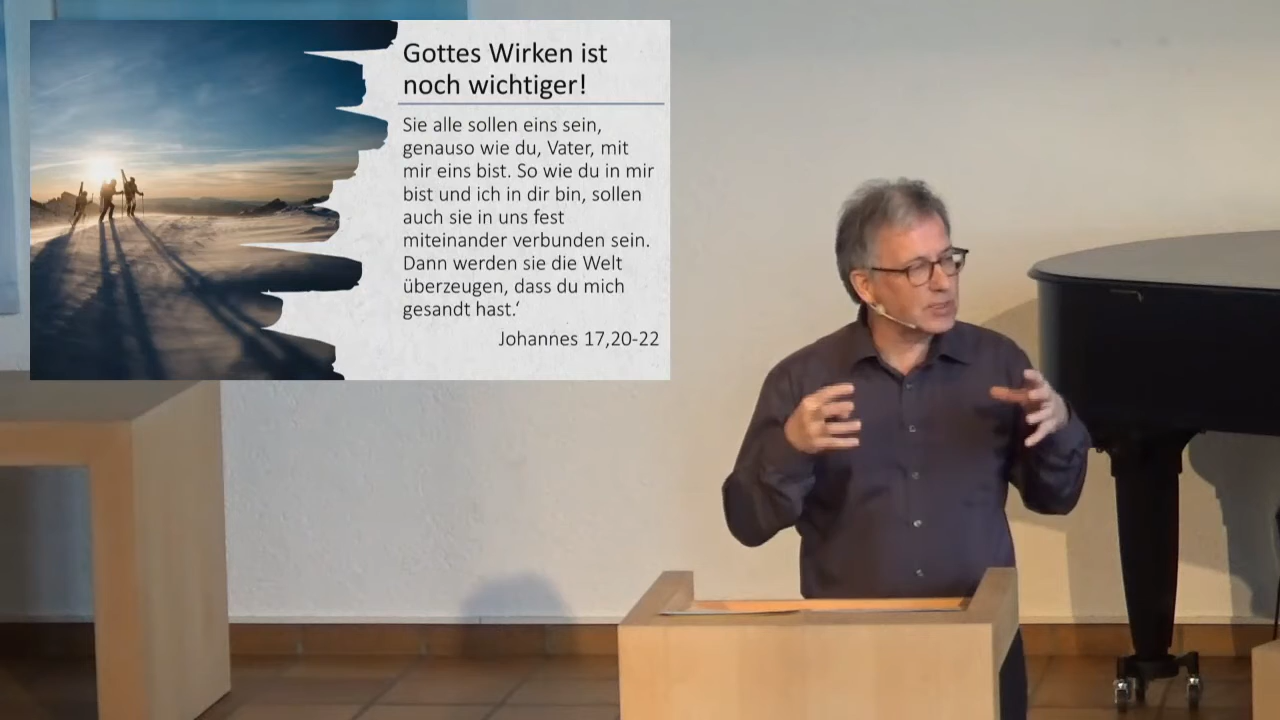 Gottes Wirken ist
noch wichtiger!
Sie alle sollen eins sein,
genauso wie du, Vater, mit
mir eins bist. So wie du in mir
bist und ich in dir bin, sollen
auch sie in uns fest
miteinander verbunden sein.
Dann werden sie die Welt
überzeugen, dass du mich
gesandt hast.‘
Johannes 17,20-22